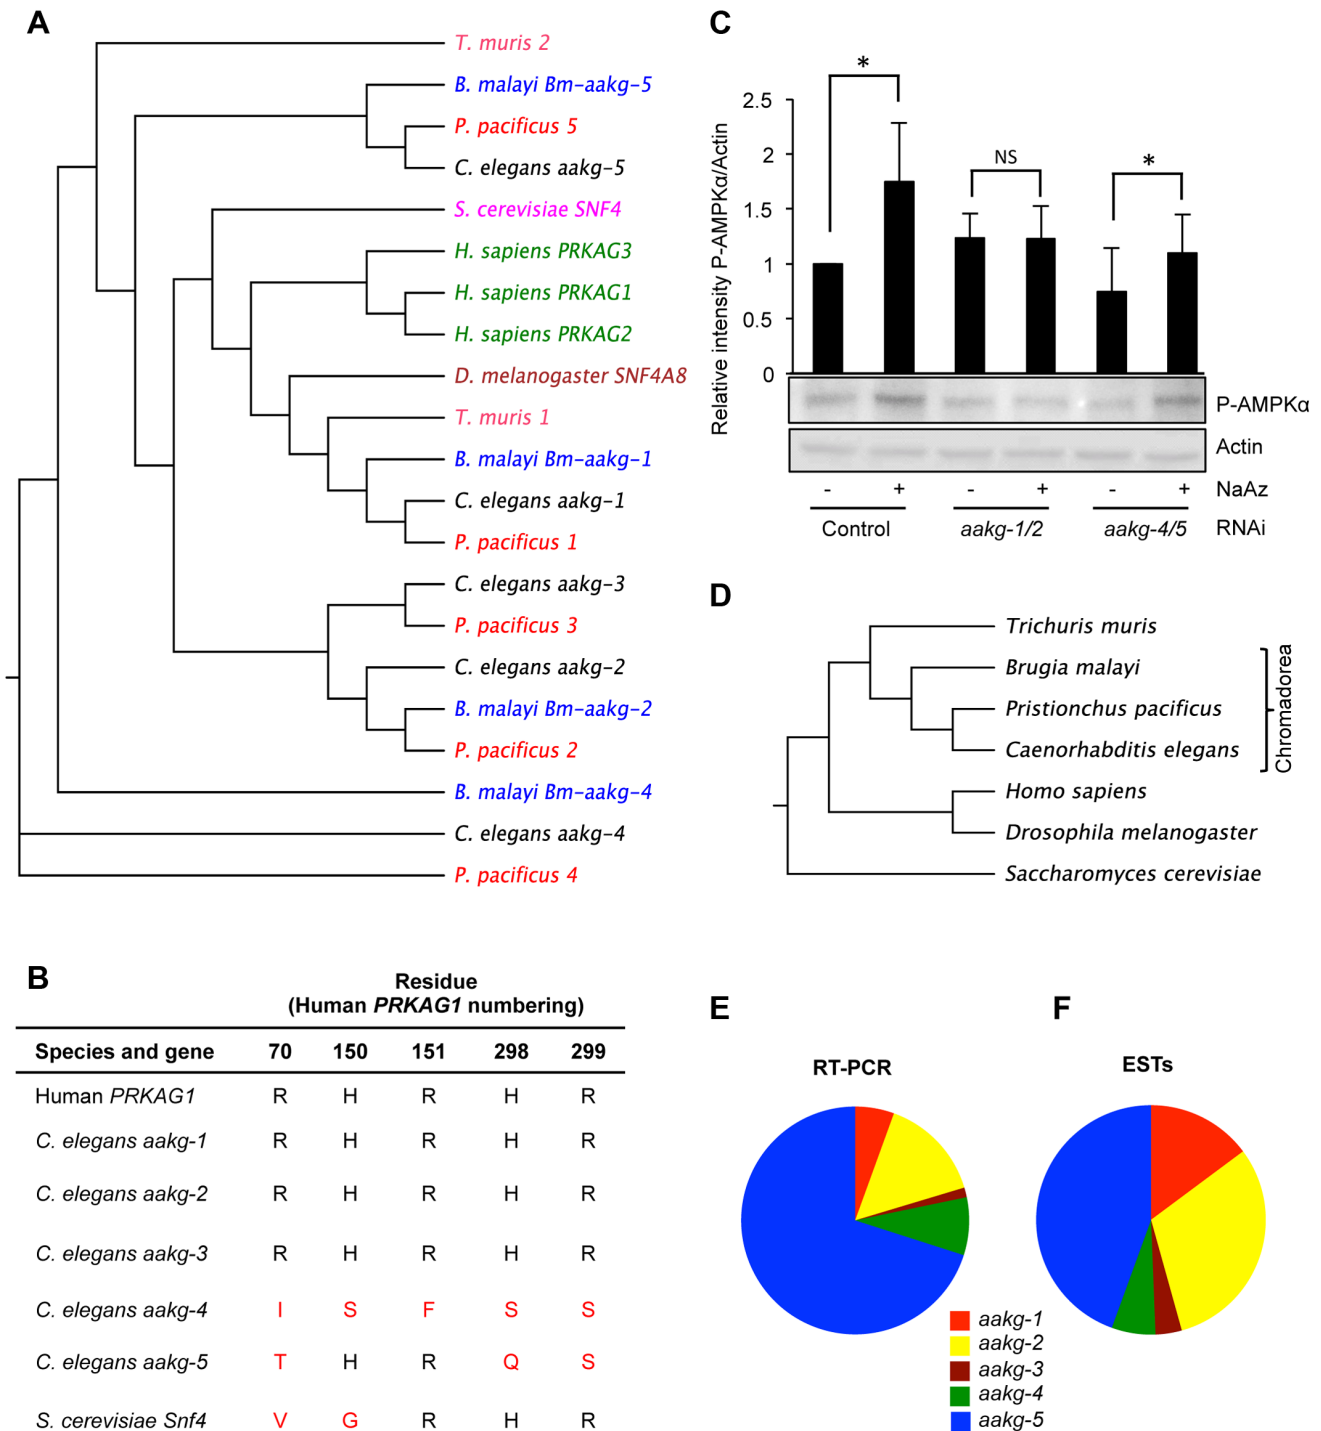 A
T. muris 2
B. malayi Bm-aakg-5
P. pacificus 5
C. elegans aakg-5
S. cerevisiae SNF4
H. sapiens PRKAG3
H. sapiens PRKAG1
H. sapiens PRKAG2
D. melanogaster SNF4A8
T. muris 1
B. malayi Bm-aakg-1
C. elegans aakg-1
P. pacificus 1
C. elegans aakg-3
P. pacificus 3
C. elegans aakg-2
B. malayi Bm-aakg-2
P. pacificus 2
B. malayi Bm-aakg-4
C. elegans aakg-4
P. pacificus 4
B
Residue
(Human PRKAG1 numbering)
Species and gene 70 150 151 298 299
Human PRKAG1 R H R H R
C. elegans aakg-1 R H R H R
C. elegans aakg-2 R H R H R
C. elegans aakg-3 R H R H R
C. elegans aakg-4 I S F S S
C. elegans aakg-5 T H R Q S
S. cerevisiae Snf4 V G R H R
C
Relative intensity P-AMPKα/Actin
2.5
2
1.5
1
0.5
0
* NS *
P-AMPKα
Actin
- + - + - + NaAz
Control aakg-1/2 aakg-4/5 RNAi
D
Trichuris muris
Brugia malayi
Pristionchus pacificus
Caenorhabditis elegans
Homo sapiens
Drosophila melanogaster
Saccharomyces cerevisiae
Chromadorea
E
RT-PCR
F
ESTs
aakg-1
aakg-2
aakg-3
aakg-4
aakg-5